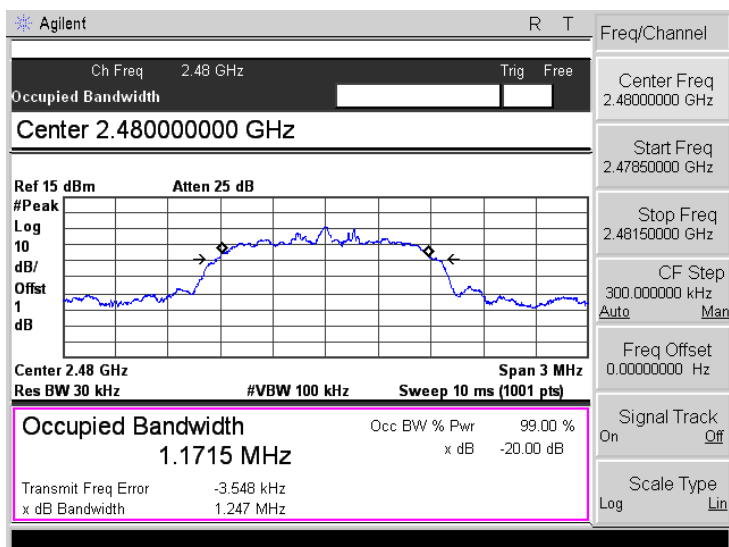 Agilent R T
Ch Freq 2.48 GHz Trig Free
Occupied Bandwidth
Center 2.480000000 GHz
Ref 15 dBm Atten 25 dB
#Peak
Log
10
dB/
Offst
1
dB
Center 2.48 GHz Span 3 MHz
Res BW 30 kHz #VBW 100 kHz Sweep 10 ms (1001 pts)
Occupied Bandwidth
1.1715 MHz
Occ BW % Pwr 99.00 %
x dB -20.00 dB
Transmit Freq Error -3.548 kHz
x dB Bandwidth 1.247 MHz
Freq/Channel
Center Freq
2.48000000 GHz
Start Freq
2.47850000 GHz
Stop Freq
2.48150000 GHz
CF Step
300.000000 kHz
Auto Man
Freq Offset
0.00000000 Hz
Signal Track
On Off
Scale Type
Log Lin